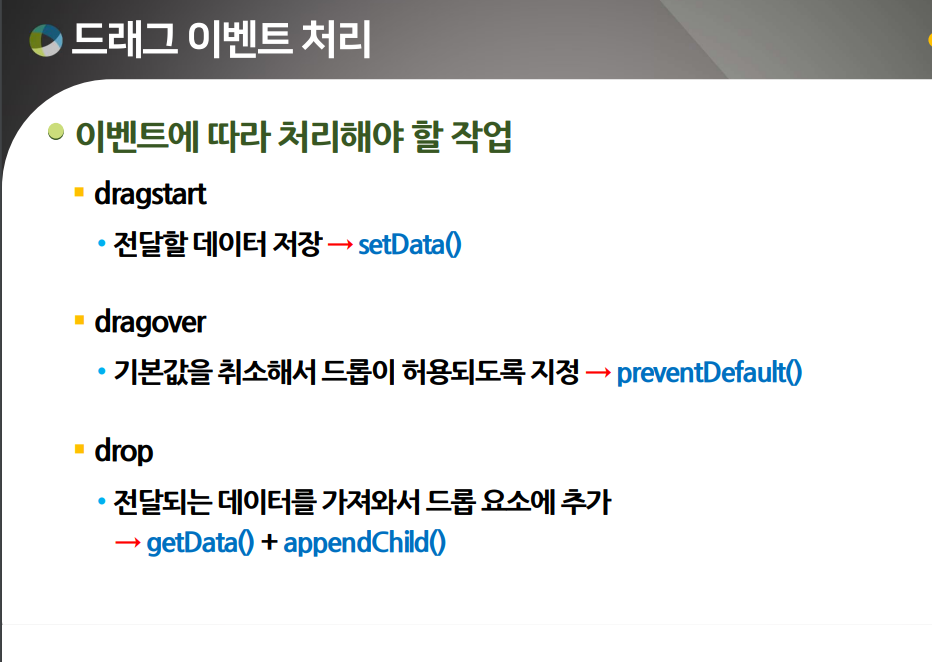 드래그 이벤트 처리
이벤트에 따라 처리해야 할 작업
dragstart
전달할 데이터 저장 → setData()
dragover
기본값을 취소해서 드롭이 허용되도록 지정 → preventDefault()
drop
전달되는 데이터를 가져와서 드롭 요소에 추가
→ getData() + appendChild()